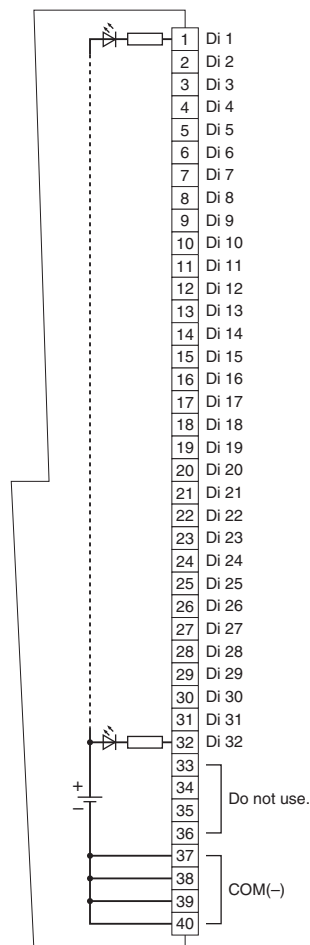 1 Di 1
2 Di 2
3 Di 3
4 Di 4
5 Di 5
6 Di 6
7 Di 7
8 Di 8
9 Di 9
10 Di 10
11 Di 11
12 Di 12
13 Di 13
14 Di 14
15 Di 15
16 Di 16
17 Di 17
18 Di 18
19 Di 19
20 Di 20
21 Di 21
22 Di 22
23 Di 23
24 Di 24
25 Di 25
26 Di 26
27 Di 27
28 Di 28
29 Di 29
30 Di 30
31 Di 31
32 Di 32
+
−
33
34
35
36
Do not use.
37
38
39
40
COM(–)